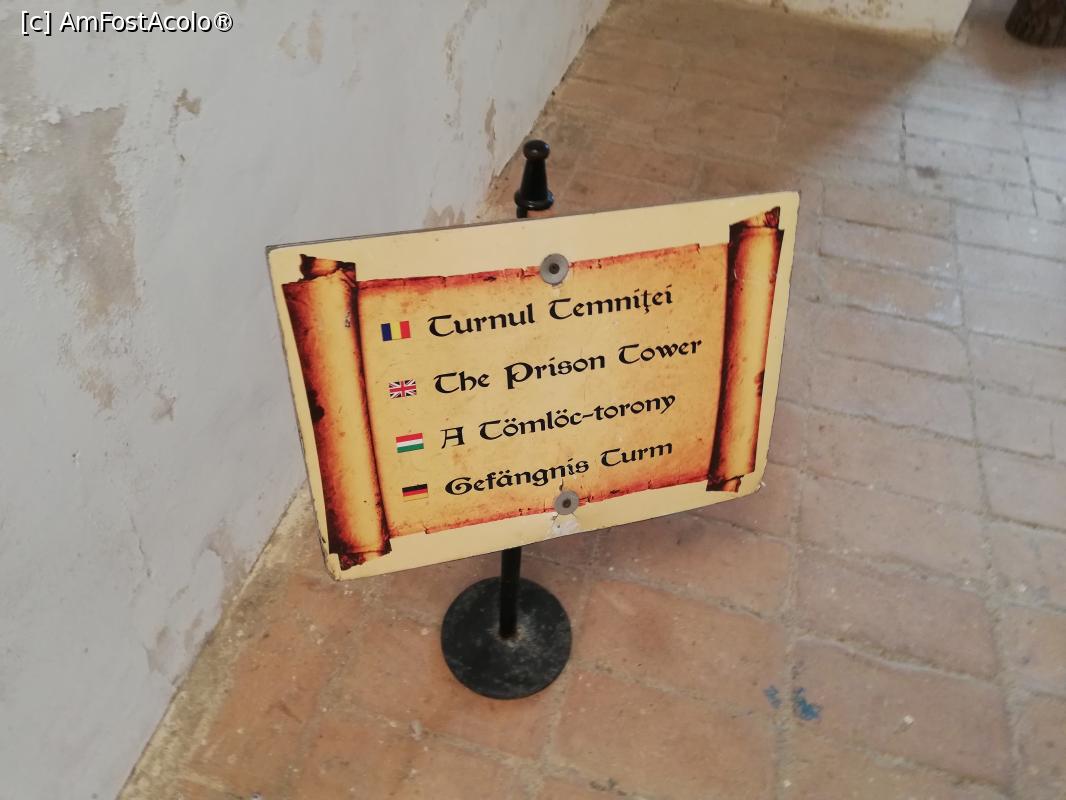 [c] AmFostAcolo®
Turnul Temniţei
The Prison Tower
A Tömlöc-torony
Gefängnis Turm